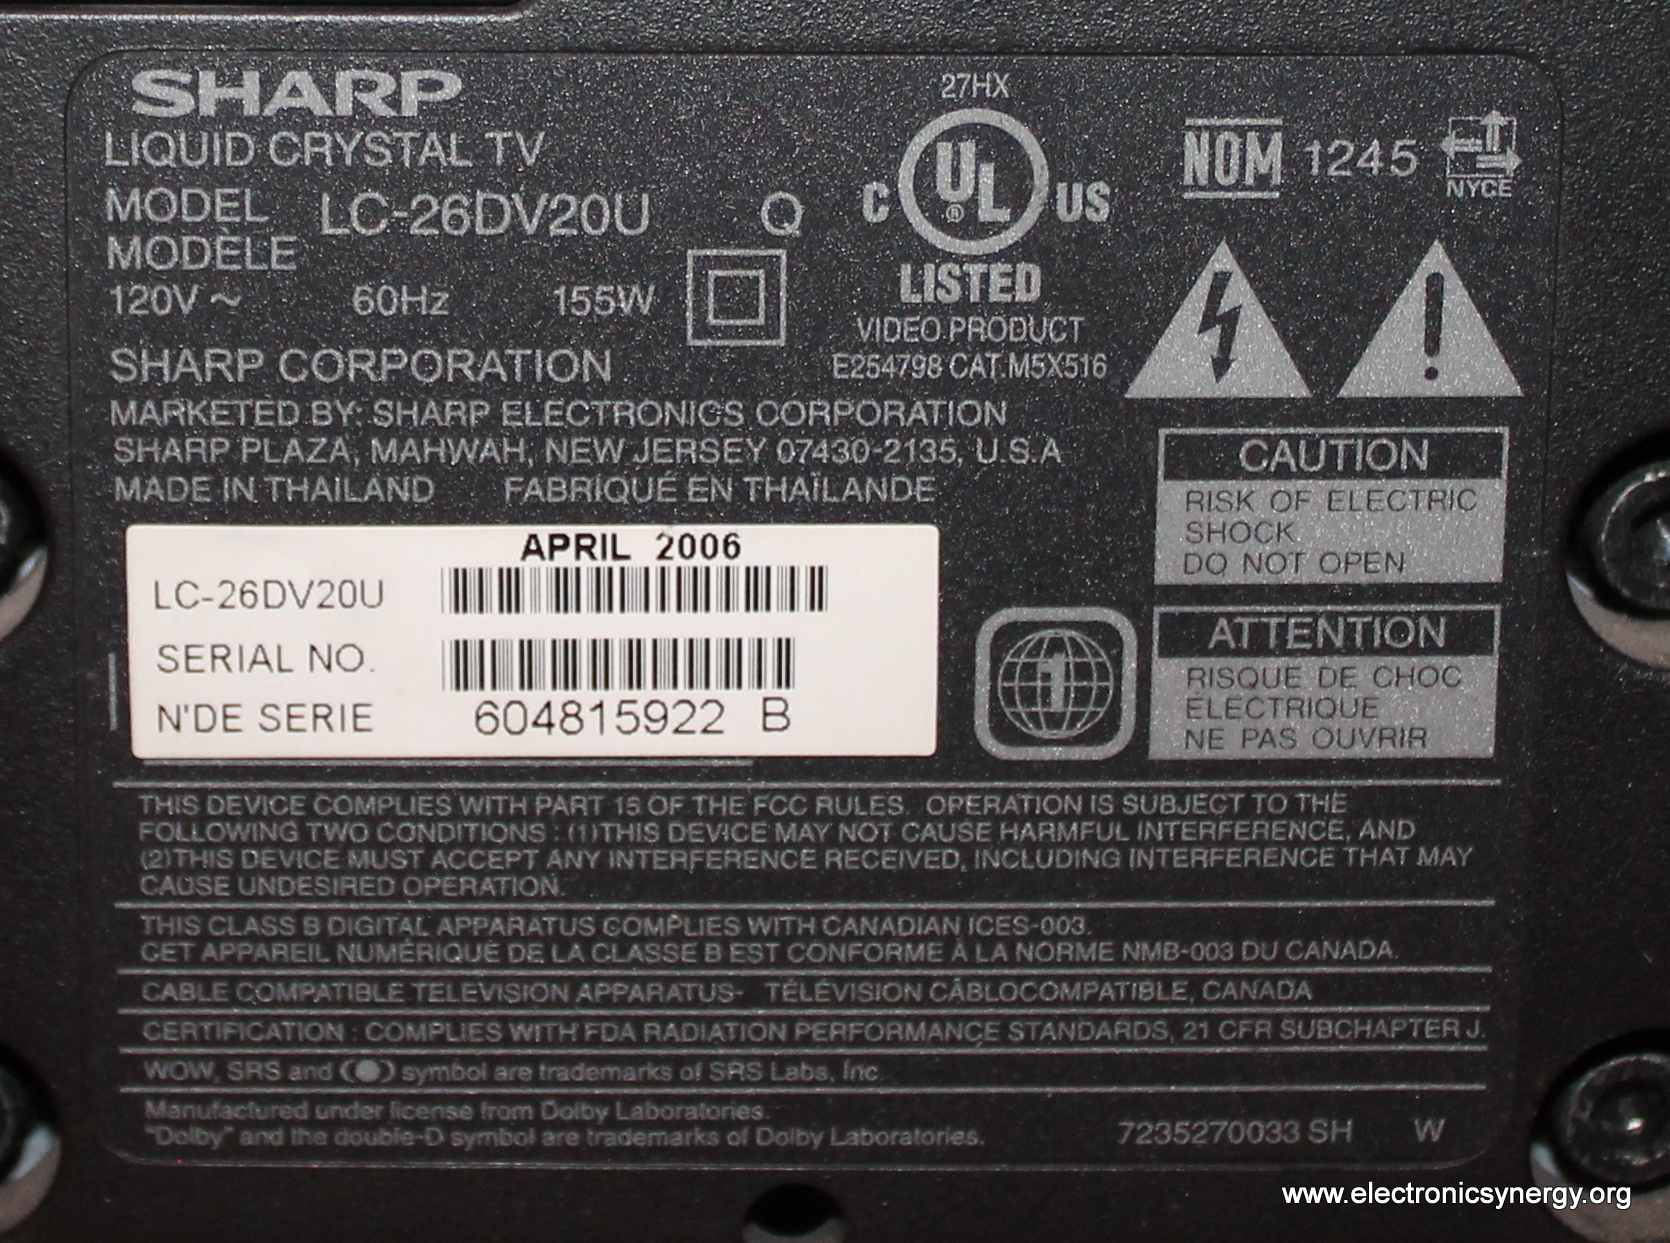 SHARP
LIQUID CRYSTAL TV
MODEL LC-26DV20U Q
MODÈLE
120V ~ 60Hz 155W
SHARP CORPORATION
MARKETED BY: SHARP ELECTRONICS CORPORATION
SHARP PLAZA, MAHWAH, NEW JERSEY 07430-2135, U.S.A
MADE IN THAILAND FABRIQUÉ EN THAÏLANDE
27HX
C UL ® US
LISTED
VIDEO PRODUCT
E254798 CAT.M5X516
NOM 1245
NYCE
CAUTION
RISK OF ELECTRIC
SHOCK
DO NOT OPEN
APRIL 2006
LC-26DV20U
SERIAL NO.
N'DE SERIE 604815922 B
1
ATTENTION
RISQUE DE CHOC
ÉLECTRIQUE
NE PAS OUVRIR
THIS DEVICE COMPLIES WITH PART 15 OF THE FCC RULES. OPERATION IS SUBJECT TO THE
FOLLOWING TWO CONDITIONS : (1)THIS DEVICE MAY NOT CAUSE HARMFUL INTERFERENCE, AND
(2)THIS DEVICE MUST ACCEPT ANY INTERFERENCE RECEIVED, INCLUDING INTERFERENCE THAT MAY
CAUSE UNDESIRED OPERATION.
THIS CLASS B DIGITAL APPARATUS COMPLIES WITH CANADIAN ICES-003.
CET APPAREIL NUMÉRIQUE DE LA CLASSE B EST CONFORME À LA NORME NMB-003 DU CANADA.
CABLE COMPATIBLE TELEVISION APPARATUS- TÉLÉVISION CÂBLOCOMPATIBLE, CANADA
CERTIFICATION : COMPLIES WITH FDA RADIATION PERFORMANCE STANDARDS, 21 CFR SUBCHAPTER J.
WOW, SRS and (●) symbol are trademarks of SRS Labs, Inc.
Manufactured under license from Dolby Laboratories.
"Dolby" and the double-D symbol are trademarks of Dolby Laboratories.
7235270033 SH W
www.electronicsynergy.org